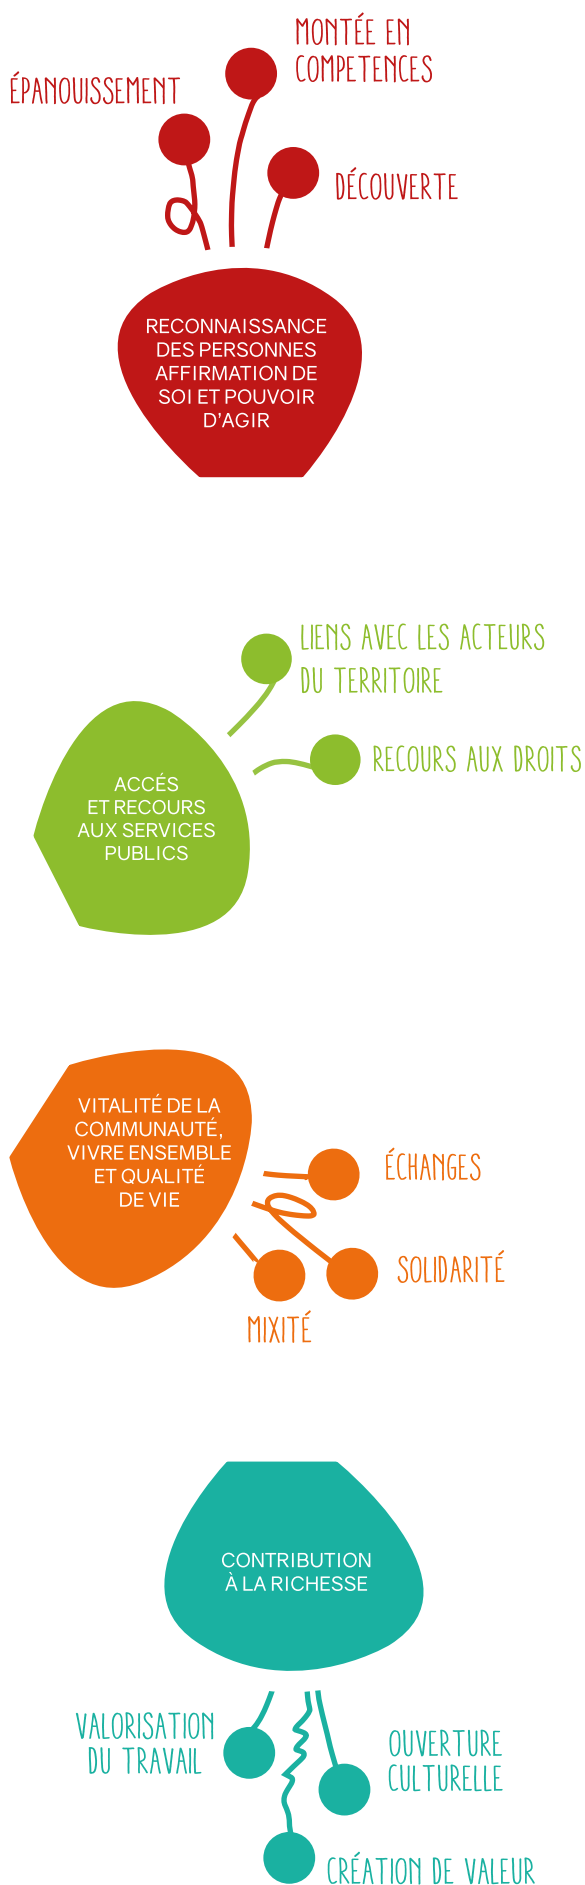 MONTÉE EN
COMPETENCES
ÉPANOUISSEMENT
DÉCOUVERTE
RECONNAISSANCE
DES PERSONNES
AFFIRMATION DE
SOI ET POUVOIR
D'AGIR
LIENS AVEC LES ACTEURS
DU TERRITOIRE
RECOURS AUX DROITS
ACCÉS
ET RECOURS
AUX SERVICES
PUBLICS
VITALITÉ DE LA
COMMUNAUTÉ,
VIVRE ENSEMBLE
ET QUALITÉ
DE VIE
ÉCHANGES
SOLIDARITÉ
MIXITÉ
CONTRIBUTION
À LA RICHESSE
VALORISATION
DU TRAVAIL
OUVERTURE
CULTURELLE
CRÉATION DE VALEUR